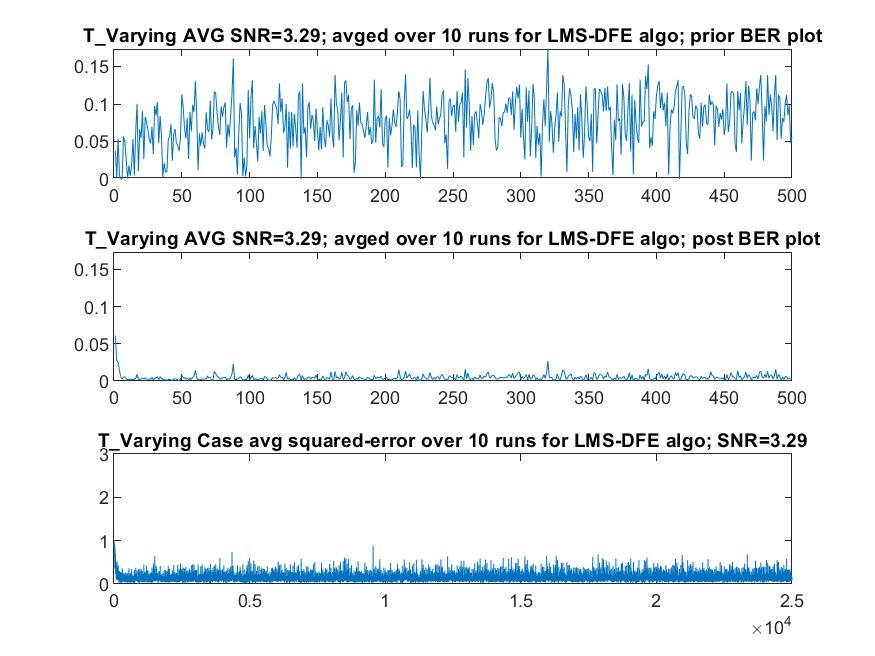 T_Varying AVG SNR=3.29; avged over 10 runs for LMS-DFE algo; prior BER plot
0.15
0.1
0.05
0
0 50 100 150 200 250 300 350 400 450 500
T_Varying AVG SNR=3.29; avged over 10 runs for LMS-DFE algo; post BER plot
0.15
0.1
0.05
0
0 50 100 150 200 250 300 350 400 450 500
T_Varying Case avg squared-error over 10 runs for LMS-DFE algo; SNR=3.29
3
2
1
0
0 0.5 1 1.5 2 2.5
×10⁴